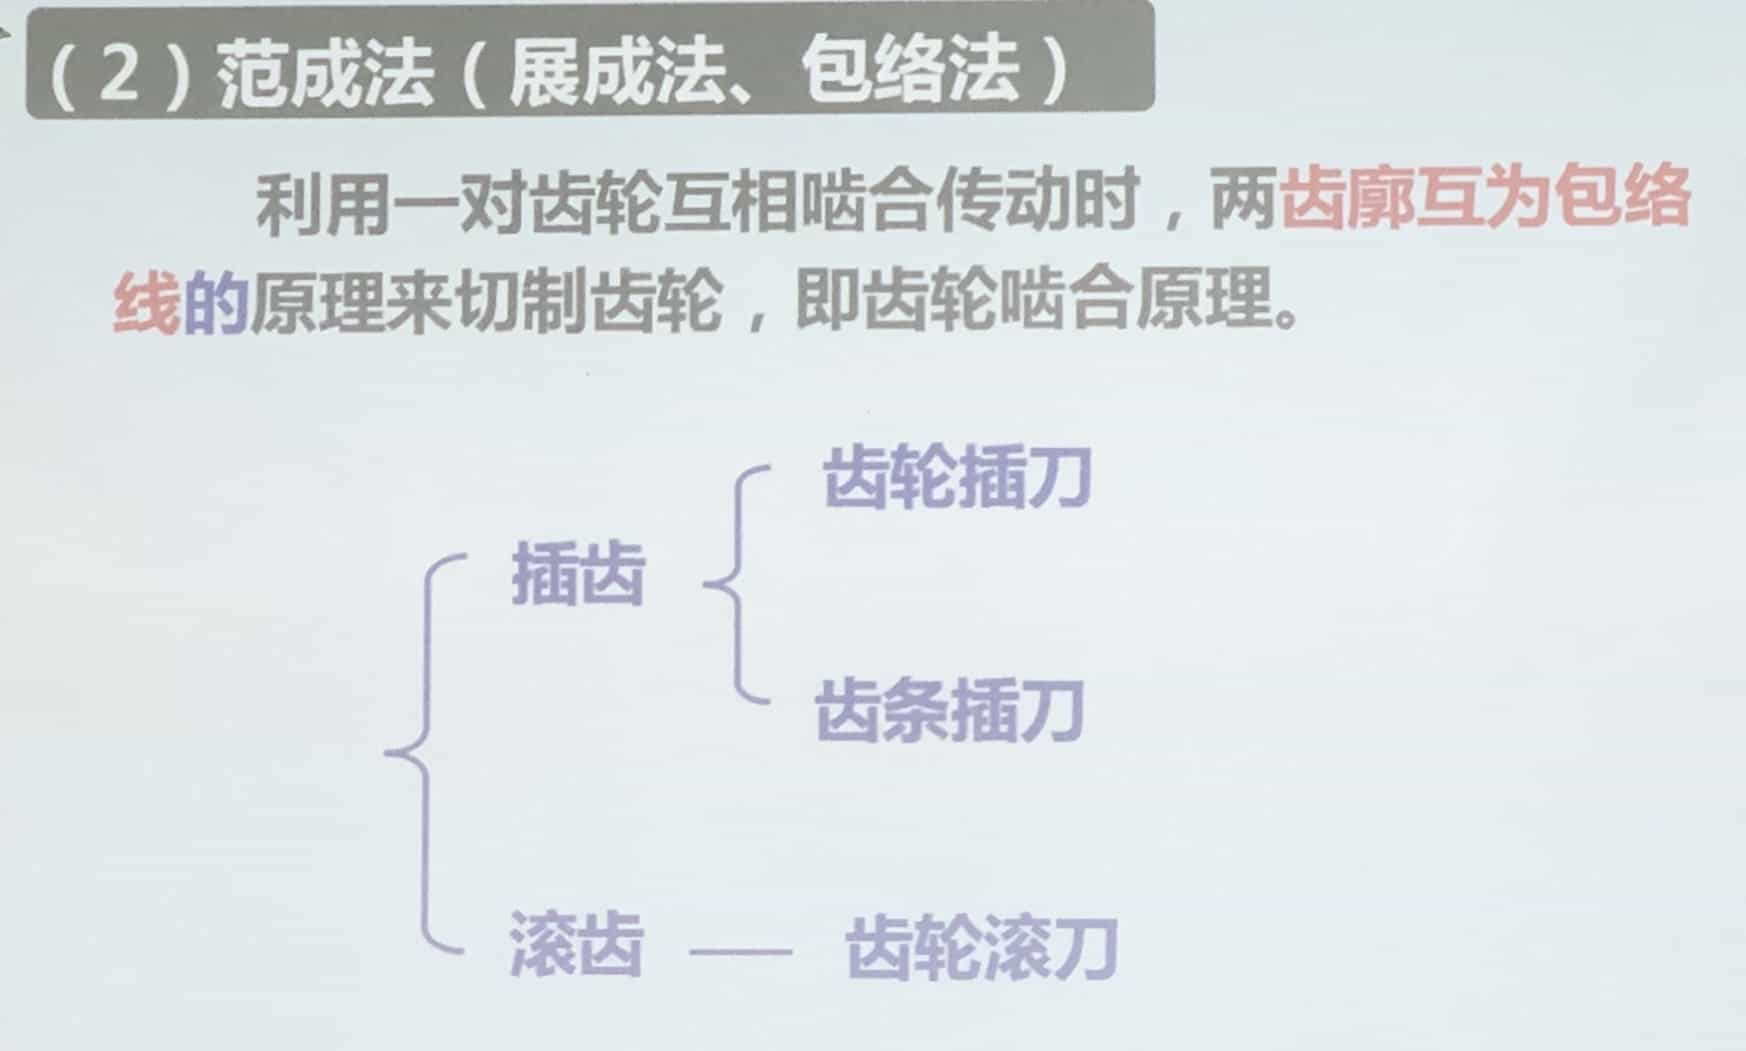 （2）范成法（展成法、包络法）
利用一对齿轮互相啮合传动时，两齿廓互为包络
线的原理来切制齿轮，即齿轮啮合原理。
齿轮插刀
插齿
齿条插刀
滚齿 — 齿轮滚刀